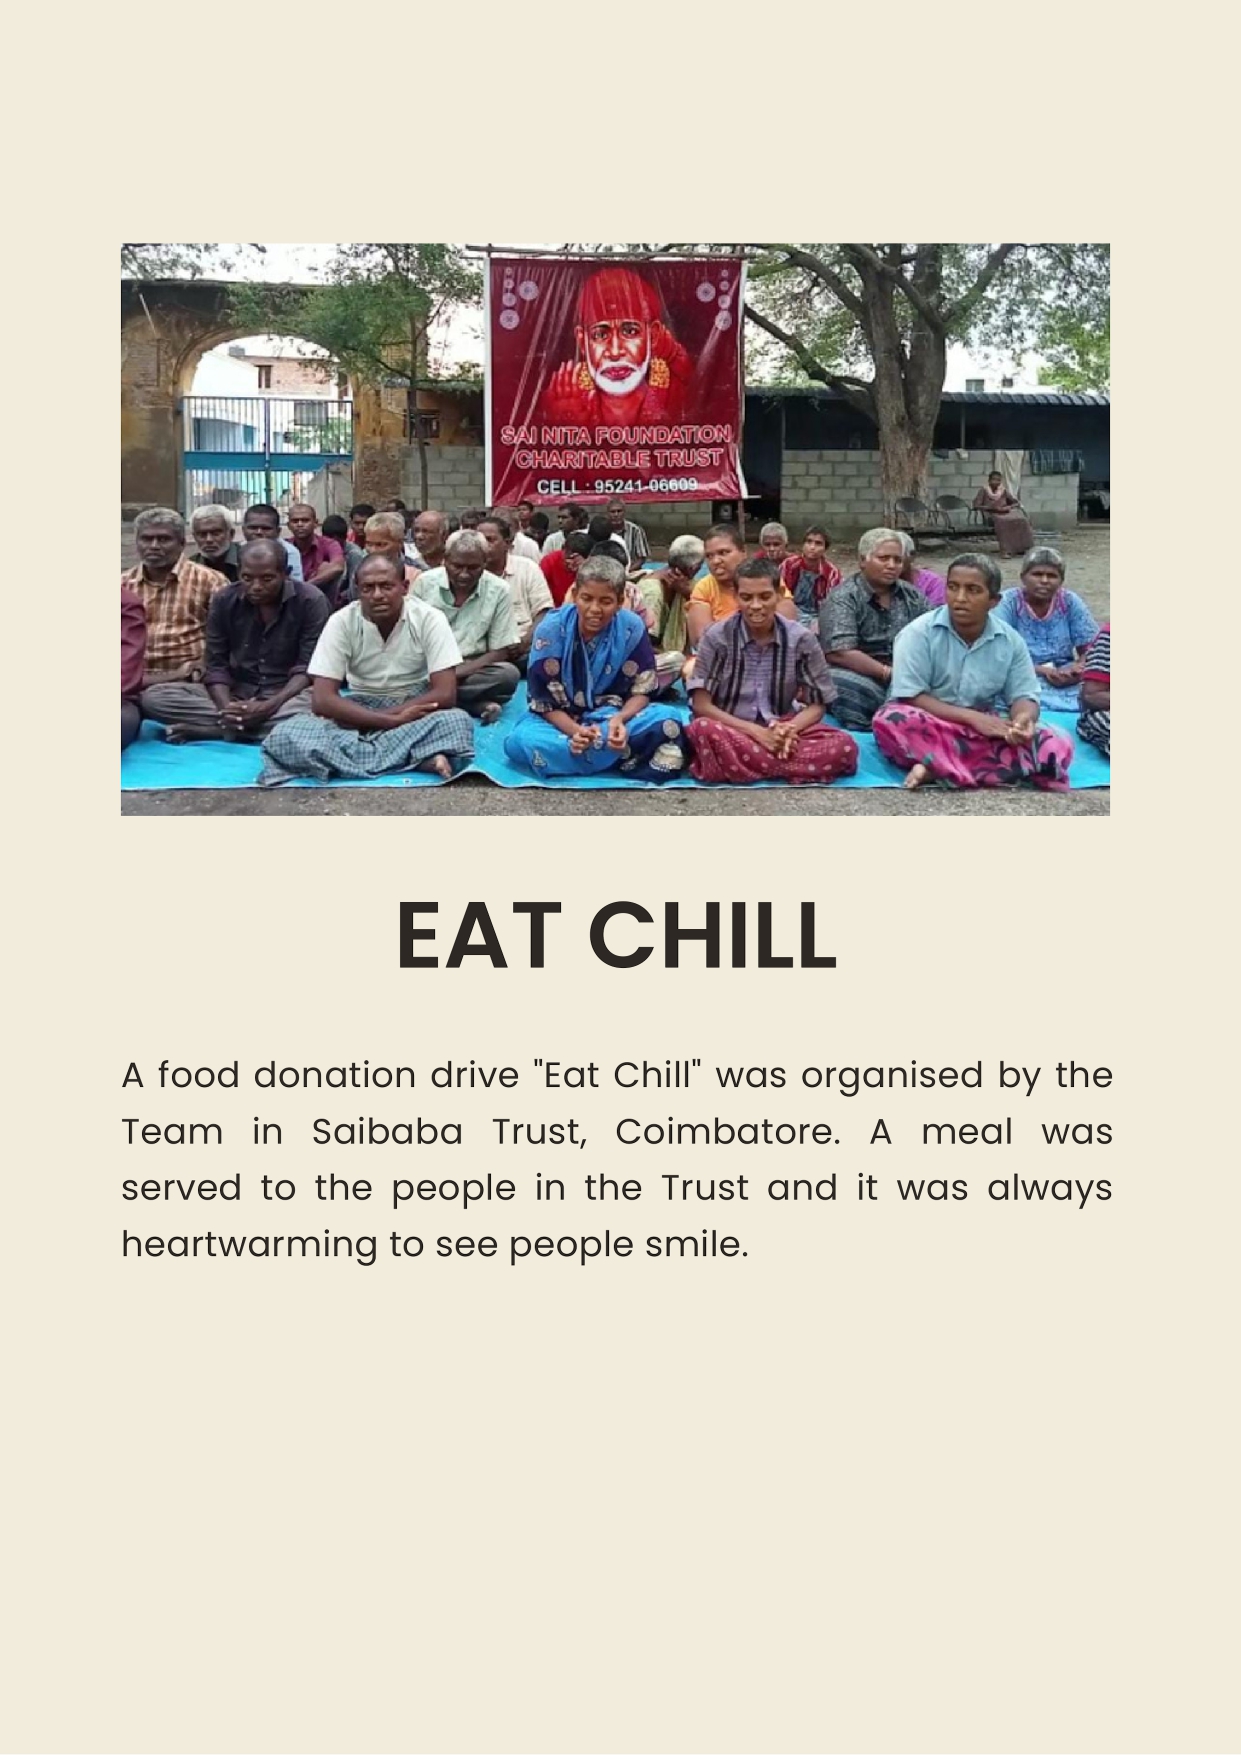 SAI NITA FOUNDATION
CHARITABLE TRUST
CELL : 95241-06609
EAT CHILL
A food donation drive "Eat Chill" was organised by the
Team in Saibaba Trust, Coimbatore. A meal was
served to the people in the Trust and it was always
heartwarming to see people smile.